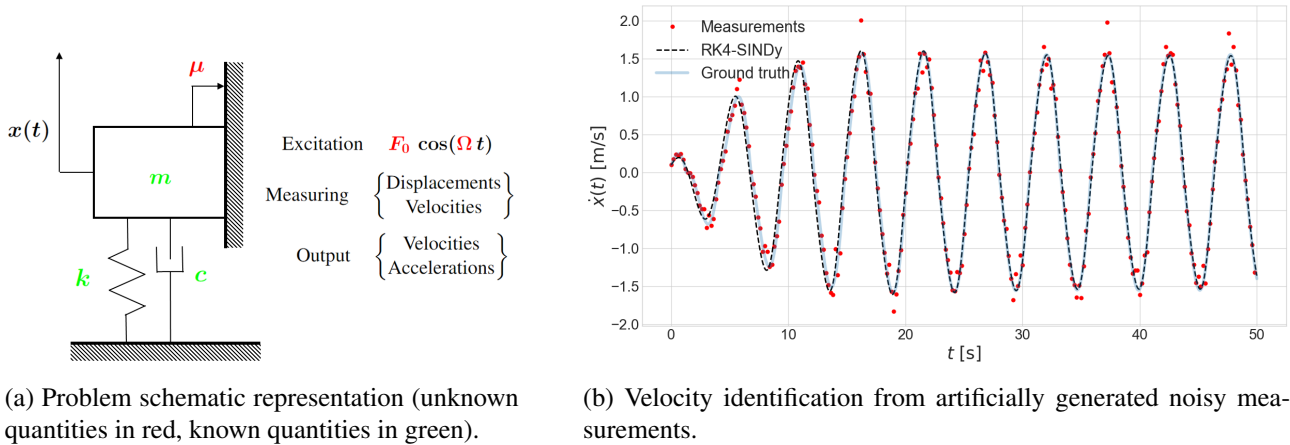 μ
x(t)
m
k
c
Excitation F₀ cos(Ω t)
Measuring {Displacements
Velocities}
Output {Velocities
Accelerations}
(a) Problem schematic representation (unknown
quantities in red, known quantities in green).
Measurements
RK4-SINDy
Ground truth
2.0
1.5
1.0
0.5
0.0
−0.5
−1.0
−1.5
−2.0
ẋ(t) [m/s]
0 10 20 30 40 50
t [s]
(b) Velocity identification from artificially generated noisy mea-
surements.